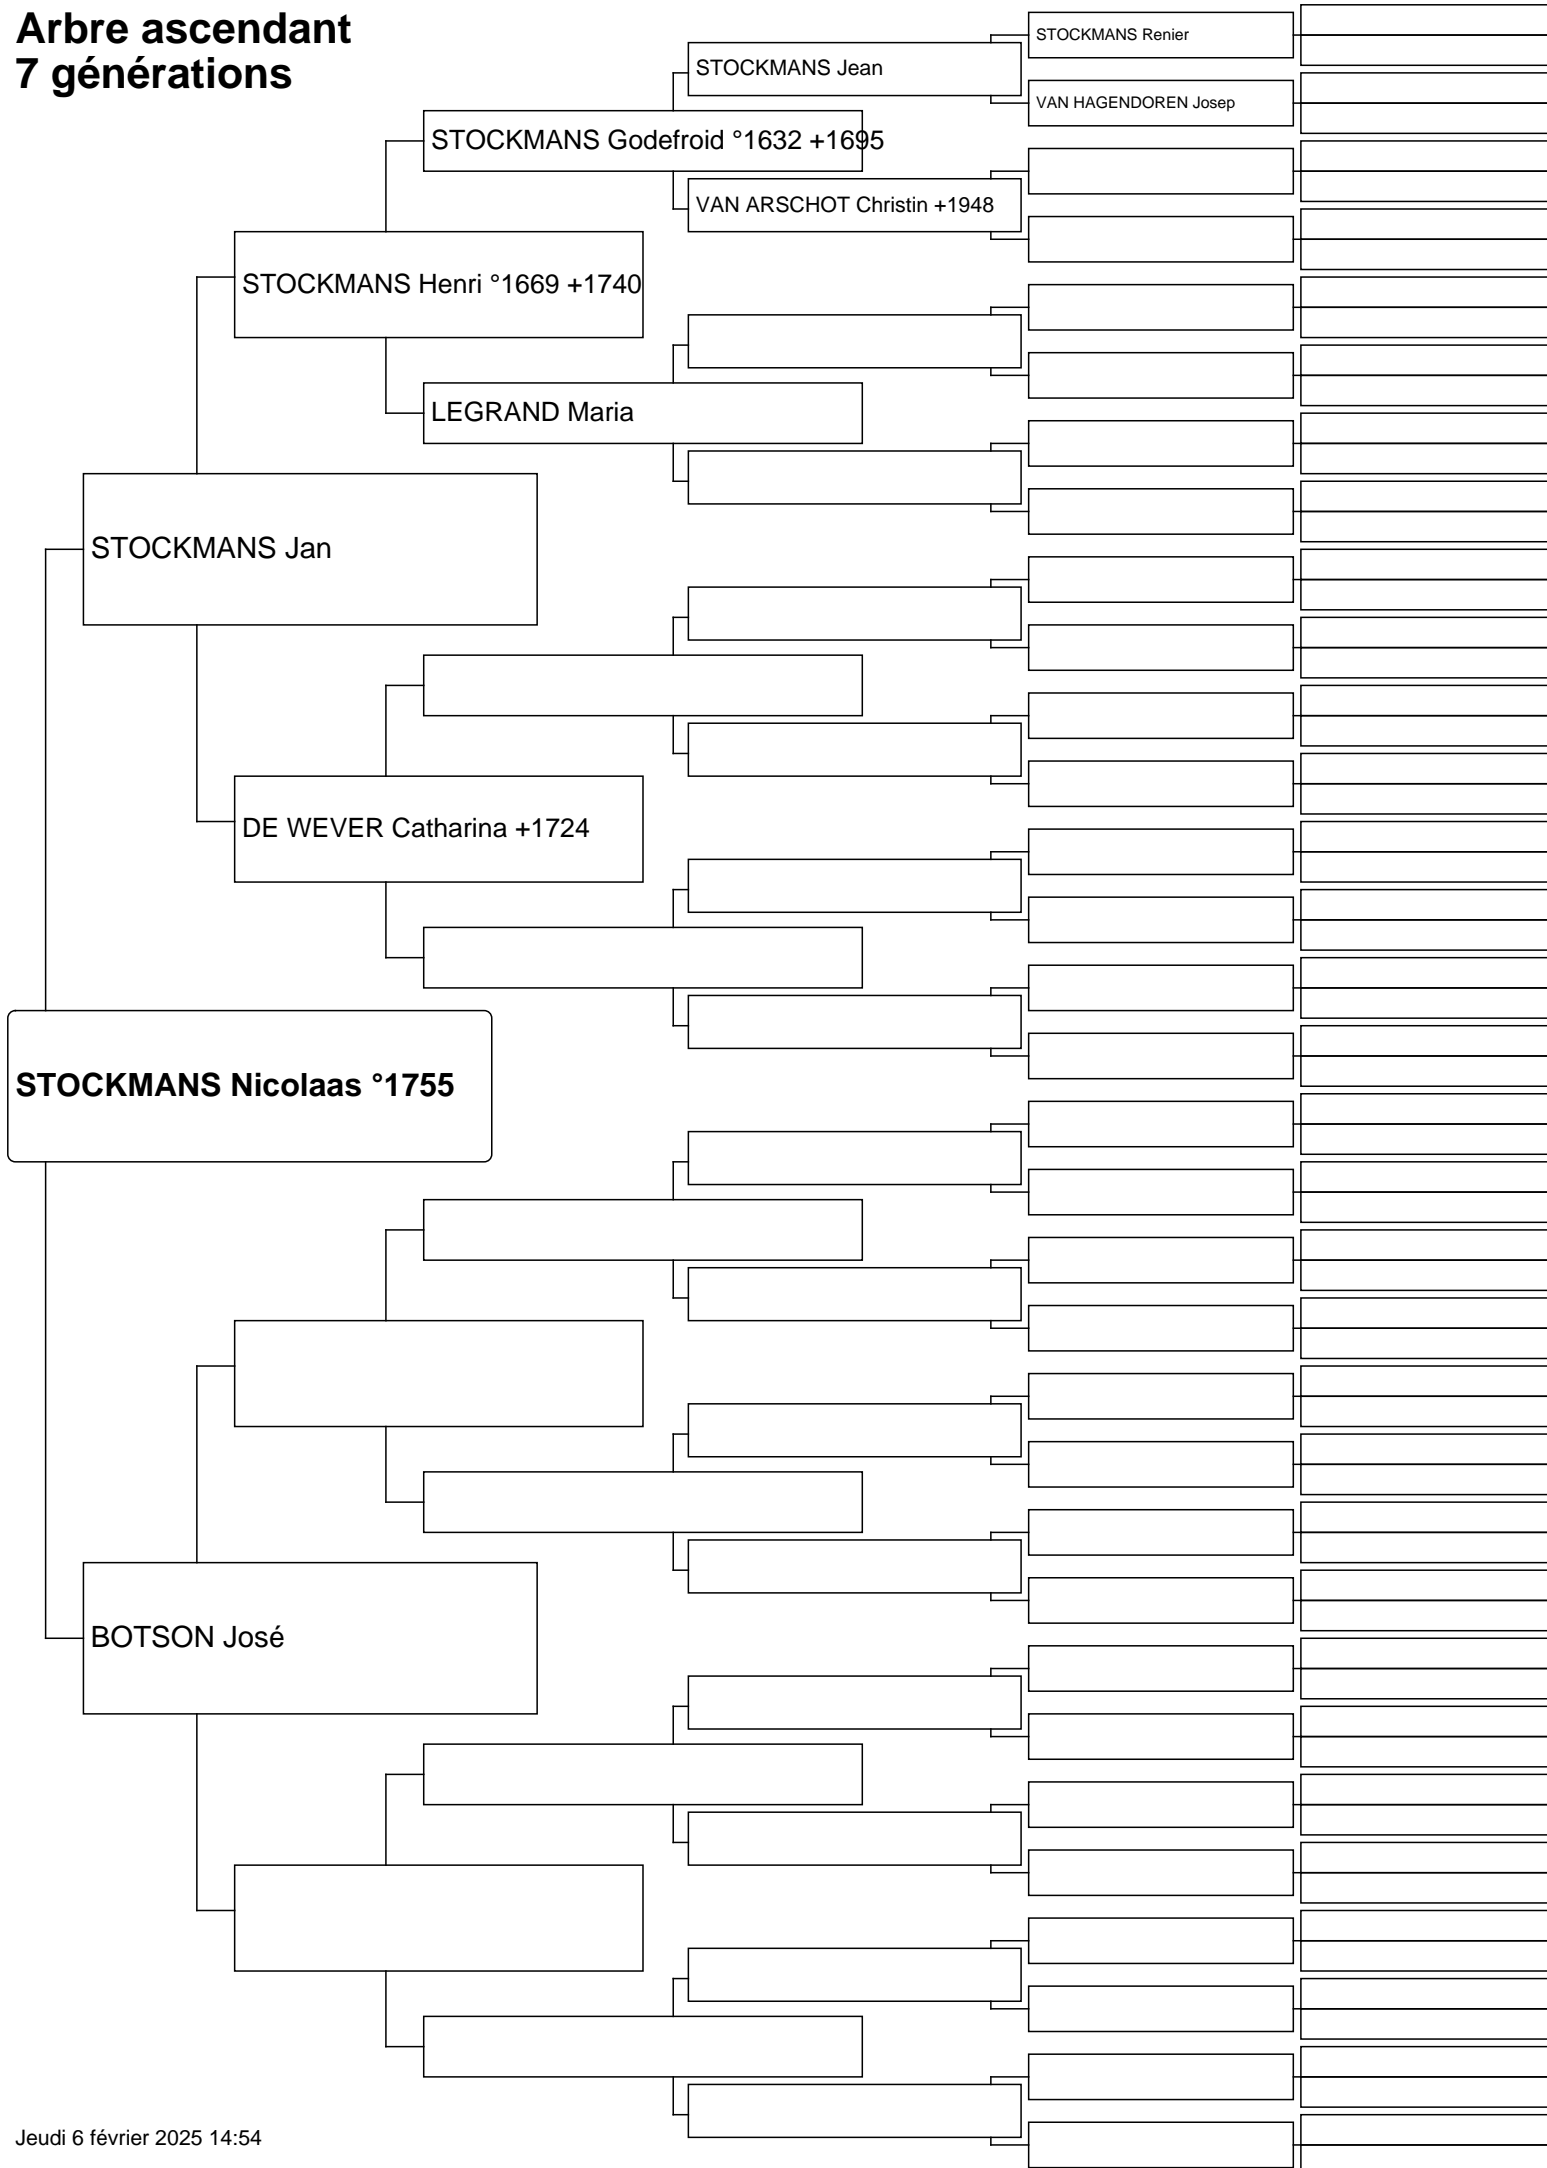 Arbre ascendant
7 générations
STOCKMANS Renier
STOCKMANS Jean
VAN HAGENDOREN Josep
STOCKMANS Godefroid °1632 +1695
VAN ARSCHOT Christin +1948
STOCKMANS Henri °1669 +1740
LEGRAND Maria
STOCKMANS Jan
DE WEVER Catharina +1724
STOCKMANS Nicolaas °1755
BOTSON José
Jeudi 6 février 2025 14:54